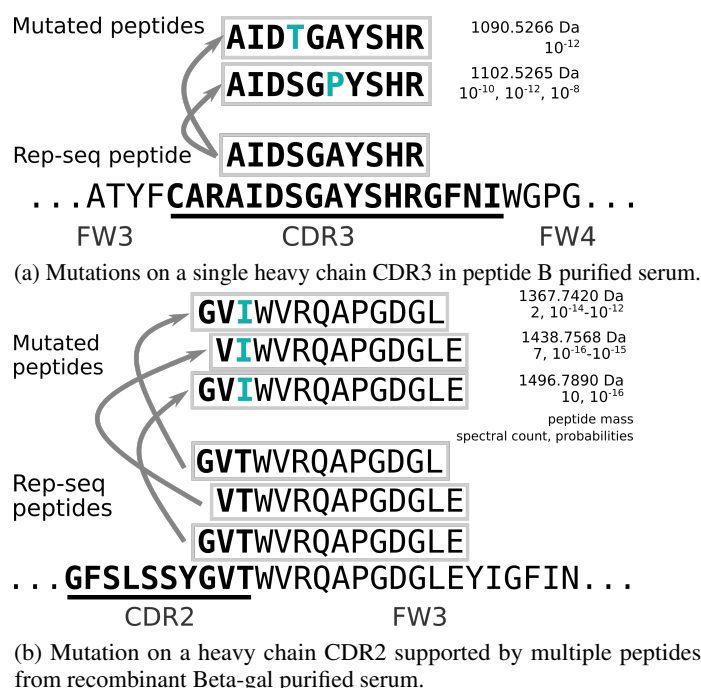 Mutated peptides
AIDTGAYSHR
1090.5266 Da
10-12
AIDSGPYSHR
1102.5265 Da
10-10, 10-12, 10-8
Rep-seq peptide
AIDSGAYSHR
...ATYFCARAIDSGAYSHRGFNIWGPG...
FW3 CDR3 FW4
(a) Mutations on a single heavy chain CDR3 in peptide B purified serum.
GVIWVRQAPGDGL
1367.7420 Da
2, 10-14-10-12
Mutated
peptides
VIWVRQAPGDGLE
1438.7568 Da
7, 10-16-10-15
GVIWVRQAPGDGLE
1496.7890 Da
10, 10-16
peptide mass
spectral count, probabilities
GVTWVRQAPGDGL
Rep-seq
peptides
VTWVRQAPGDGLE
GVTWVRQAPGDGLE
...GFSLSSYGVTWVRQAPGDGLEYIGFIN...
CDR2 FW3
(b) Mutation on a heavy chain CDR2 supported by multiple peptides
from recombinant Beta-gal purified serum.